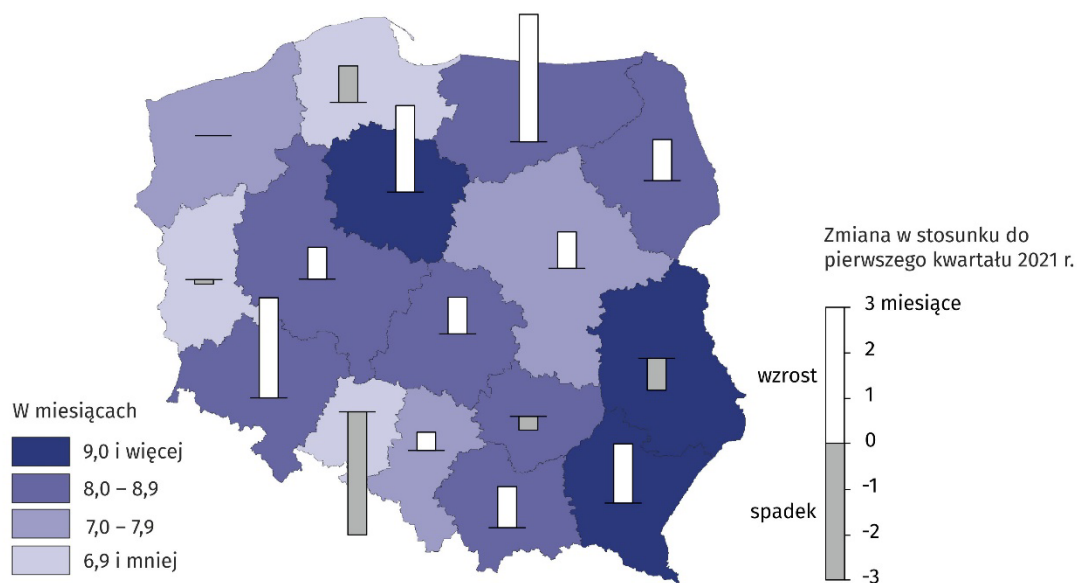 Zmiana w stosunku do
pierwszego kwartału 2021 r.
3 miesiące
2
wzrost
1
0
-1
spadek
-2
-3
W miesiącach
9,0 i więcej
8,0 – 8,9
7,0 – 7,9
6,9 i mniej